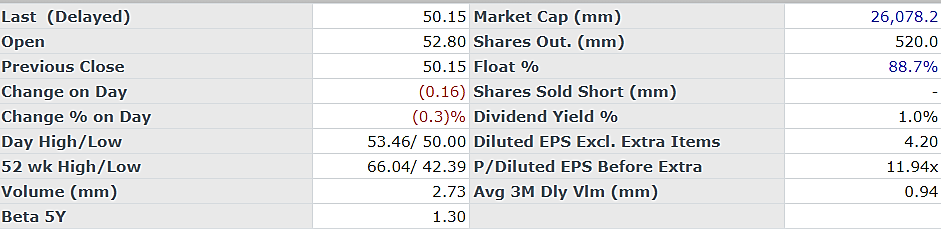 Last (Delayed) 50.15 Market Cap (mm) 26,078.2
Open 52.80 Shares Out. (mm) 520.0
Previous Close 50.15 Float % 88.7%
Change on Day (0.16) Shares Sold Short (mm) -
Change % on Day (0.3)% Dividend Yield % 1.0%
Day High/Low 53.46/ 50.00 Diluted EPS Excl. Extra Items 4.20
52 wk High/Low 66.04/ 42.39 P/Diluted EPS Before Extra 11.94x
Volume (mm) 2.73 Avg 3M Dly Vlm (mm) 0.94
Beta 5Y 1.30